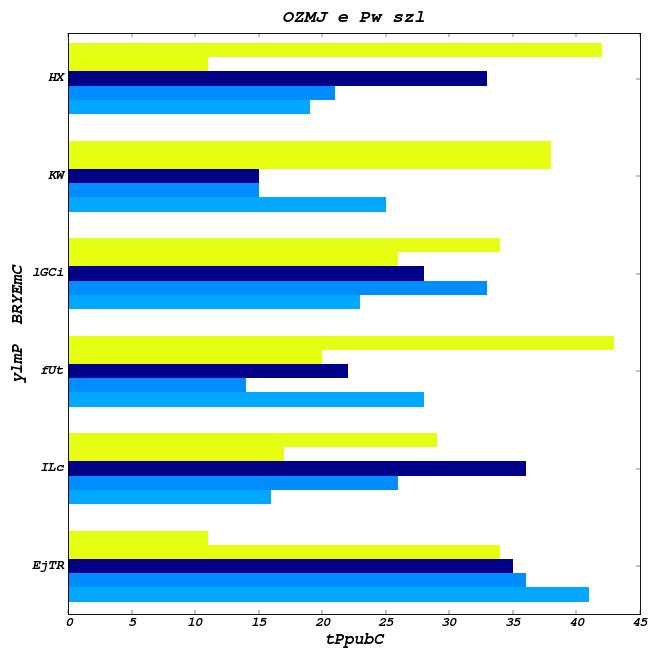 OZMJ e Pw szl
HX
KW
lGCi
fUt
ILc
EjTR
ylmP BRYEmC
0 5 10 15 20 25 30 35 40 45
tPpubC